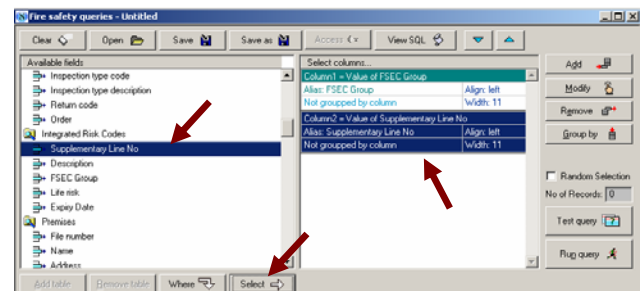 Fire safety queries - Untitled
Clear Open Save Save as Access View SQL
Available fields
Inspection type code
Inspection type description
Return code
Order
Integrated Risk Codes
Supplementary Line No
Description
FSEC Group
Life risk
Expiry Date
Premises
File number
Name
Address
Select columns...
Column1 = Value of FSEC Group
Alias: FSEC Group Align: left
Not groupped by column Width: 11
Column2 = Value of Supplementary Line No
Alias: Supplementary Line No Align: left
Not groupped by column Width: 11
Add
Modify
Remove
Group by
Random Selection
No of Records: 0
Test query
Run query
Add table Remove table Where Select